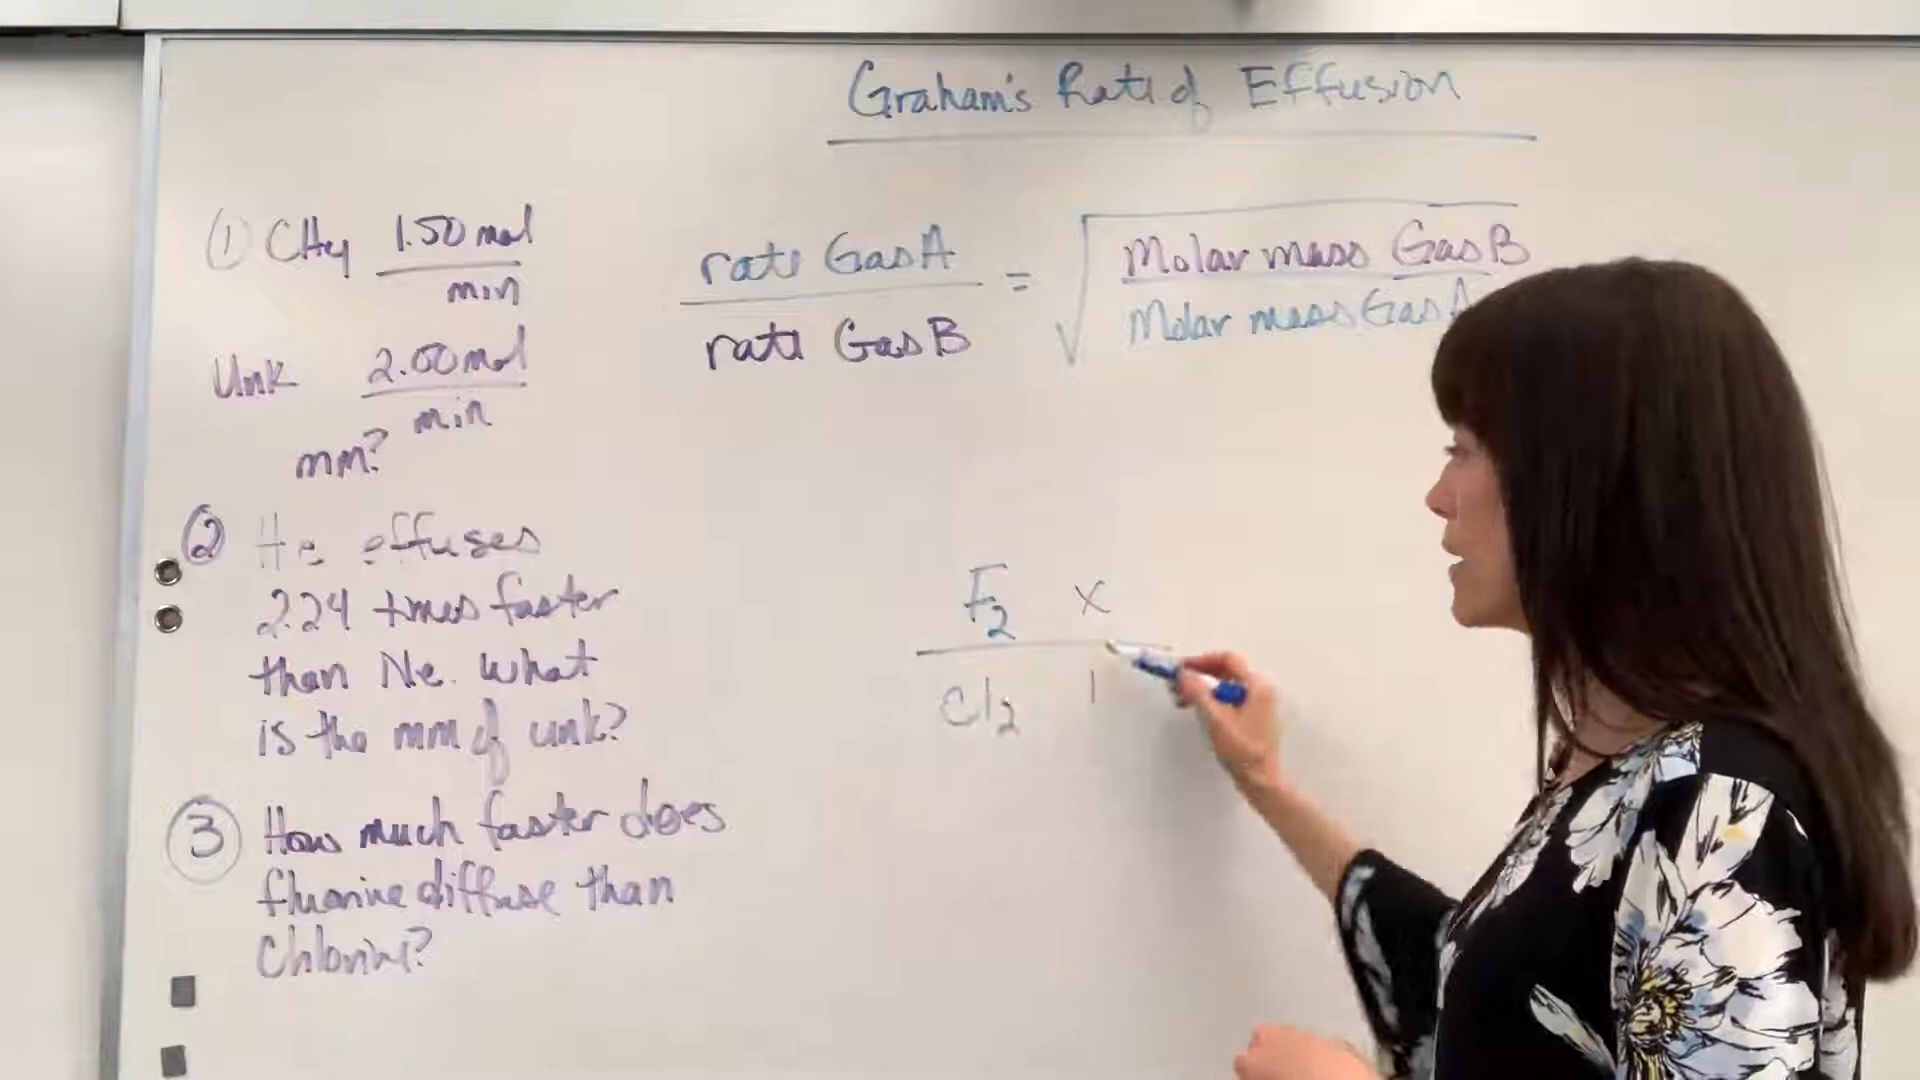 Graham's Rate of Effusion
① CH4 1.50 mol
min
Unk 2.00 mol
min
mm?
rate Gas A = √ Molar mass Gas B
rate Gas B Molar mass Gas A
② He effuses
2.24 times faster
than Ne. What
is the mm of unk?
③ How much faster does
fluorine diffuse than
Chlorine?
F2 x
Cl2 1